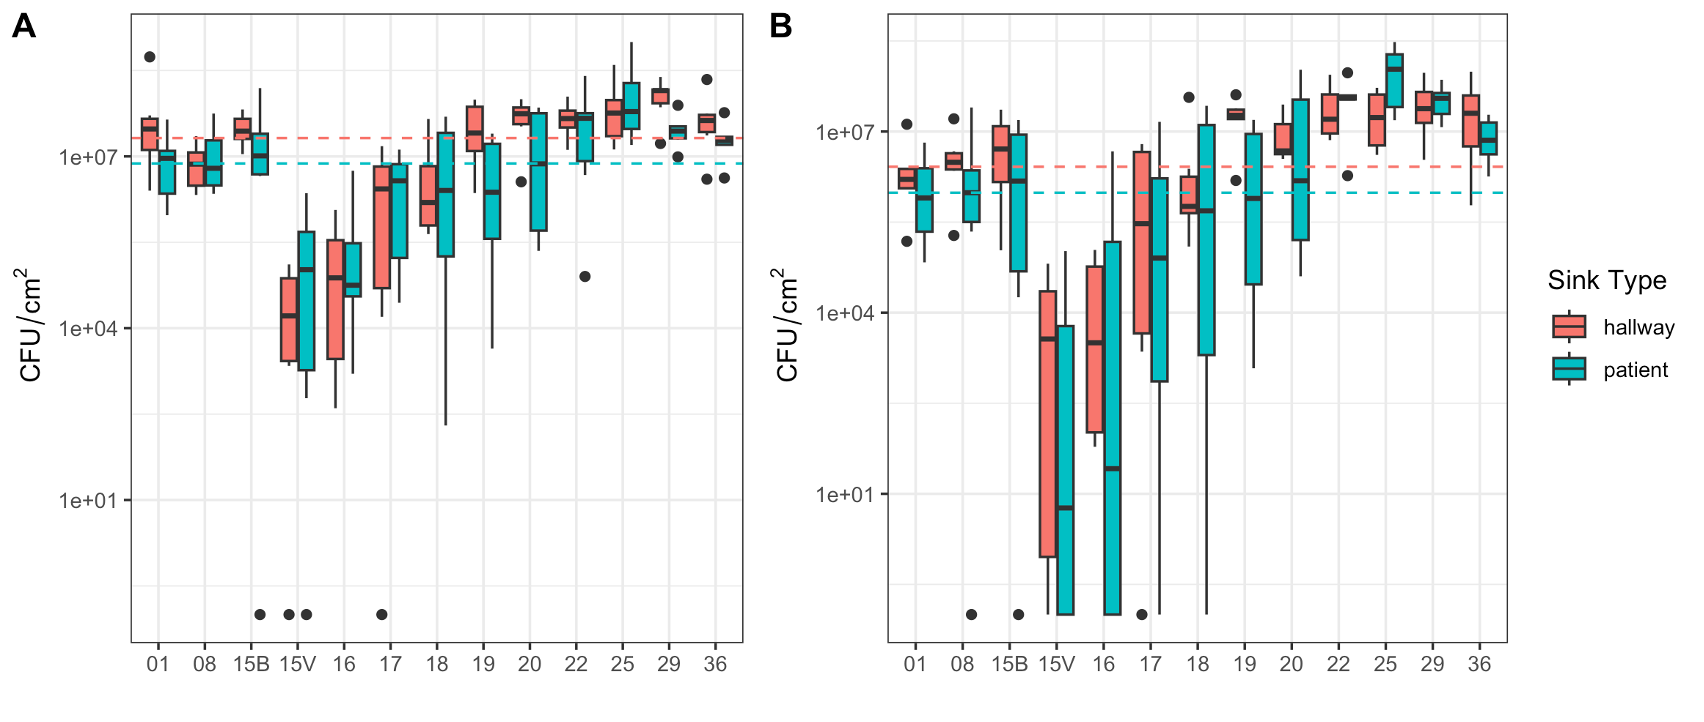 A
CFU/cm²
1e+07
1e+04
1e+01
01 08 15B 15V 16 17 18 19 20 22 25 29 36
B
CFU/cm²
1e+07
1e+04
1e+01
01 08 15B 15V 16 17 18 19 20 22 25 29 36
Sink Type
hallway
patient